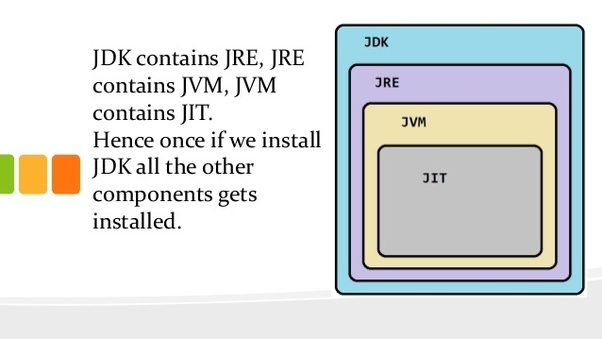 JDK contains JRE, JRE
contains JVM, JVM
contains JIT.
Hence once if we install
JDK all the other
components gets
installed.
JDK
JRE
JVM
JIT